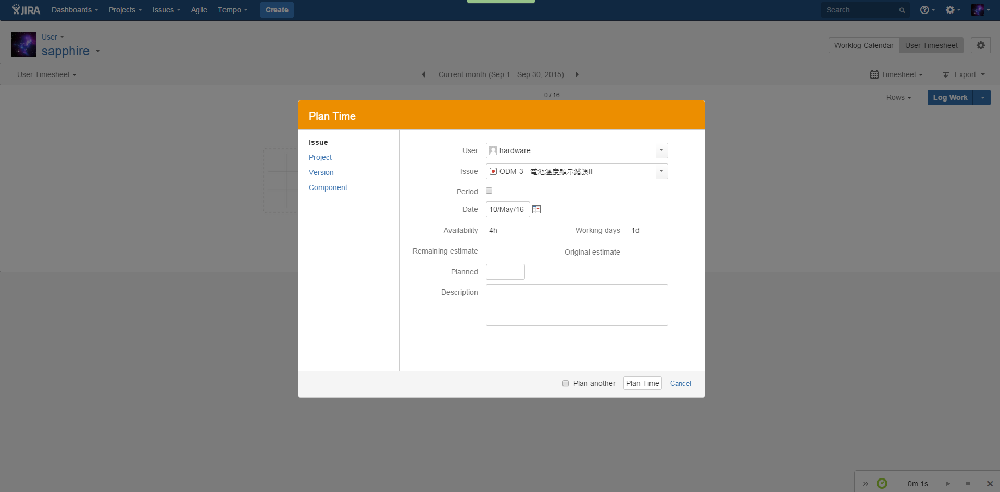 JIRA Dashboards Projects Issues Agile Tempo Create Search
User
sapphire
Worklog Calendar User Timesheet
User Timesheet Current month (Sep 1 - Sep 30, 2015) Timesheet Export
0 / 16
Rows Log Work
Plan Time
Issue
Project
Version
Component
User hardware
Issue ODM-3 - 電池溫度顯示錯誤!!
Period
Date 10/May/16
Availability 4h Working days 1d
Remaining estimate Original estimate
Planned
Description
Plan another Plan Time Cancel
0m 1s